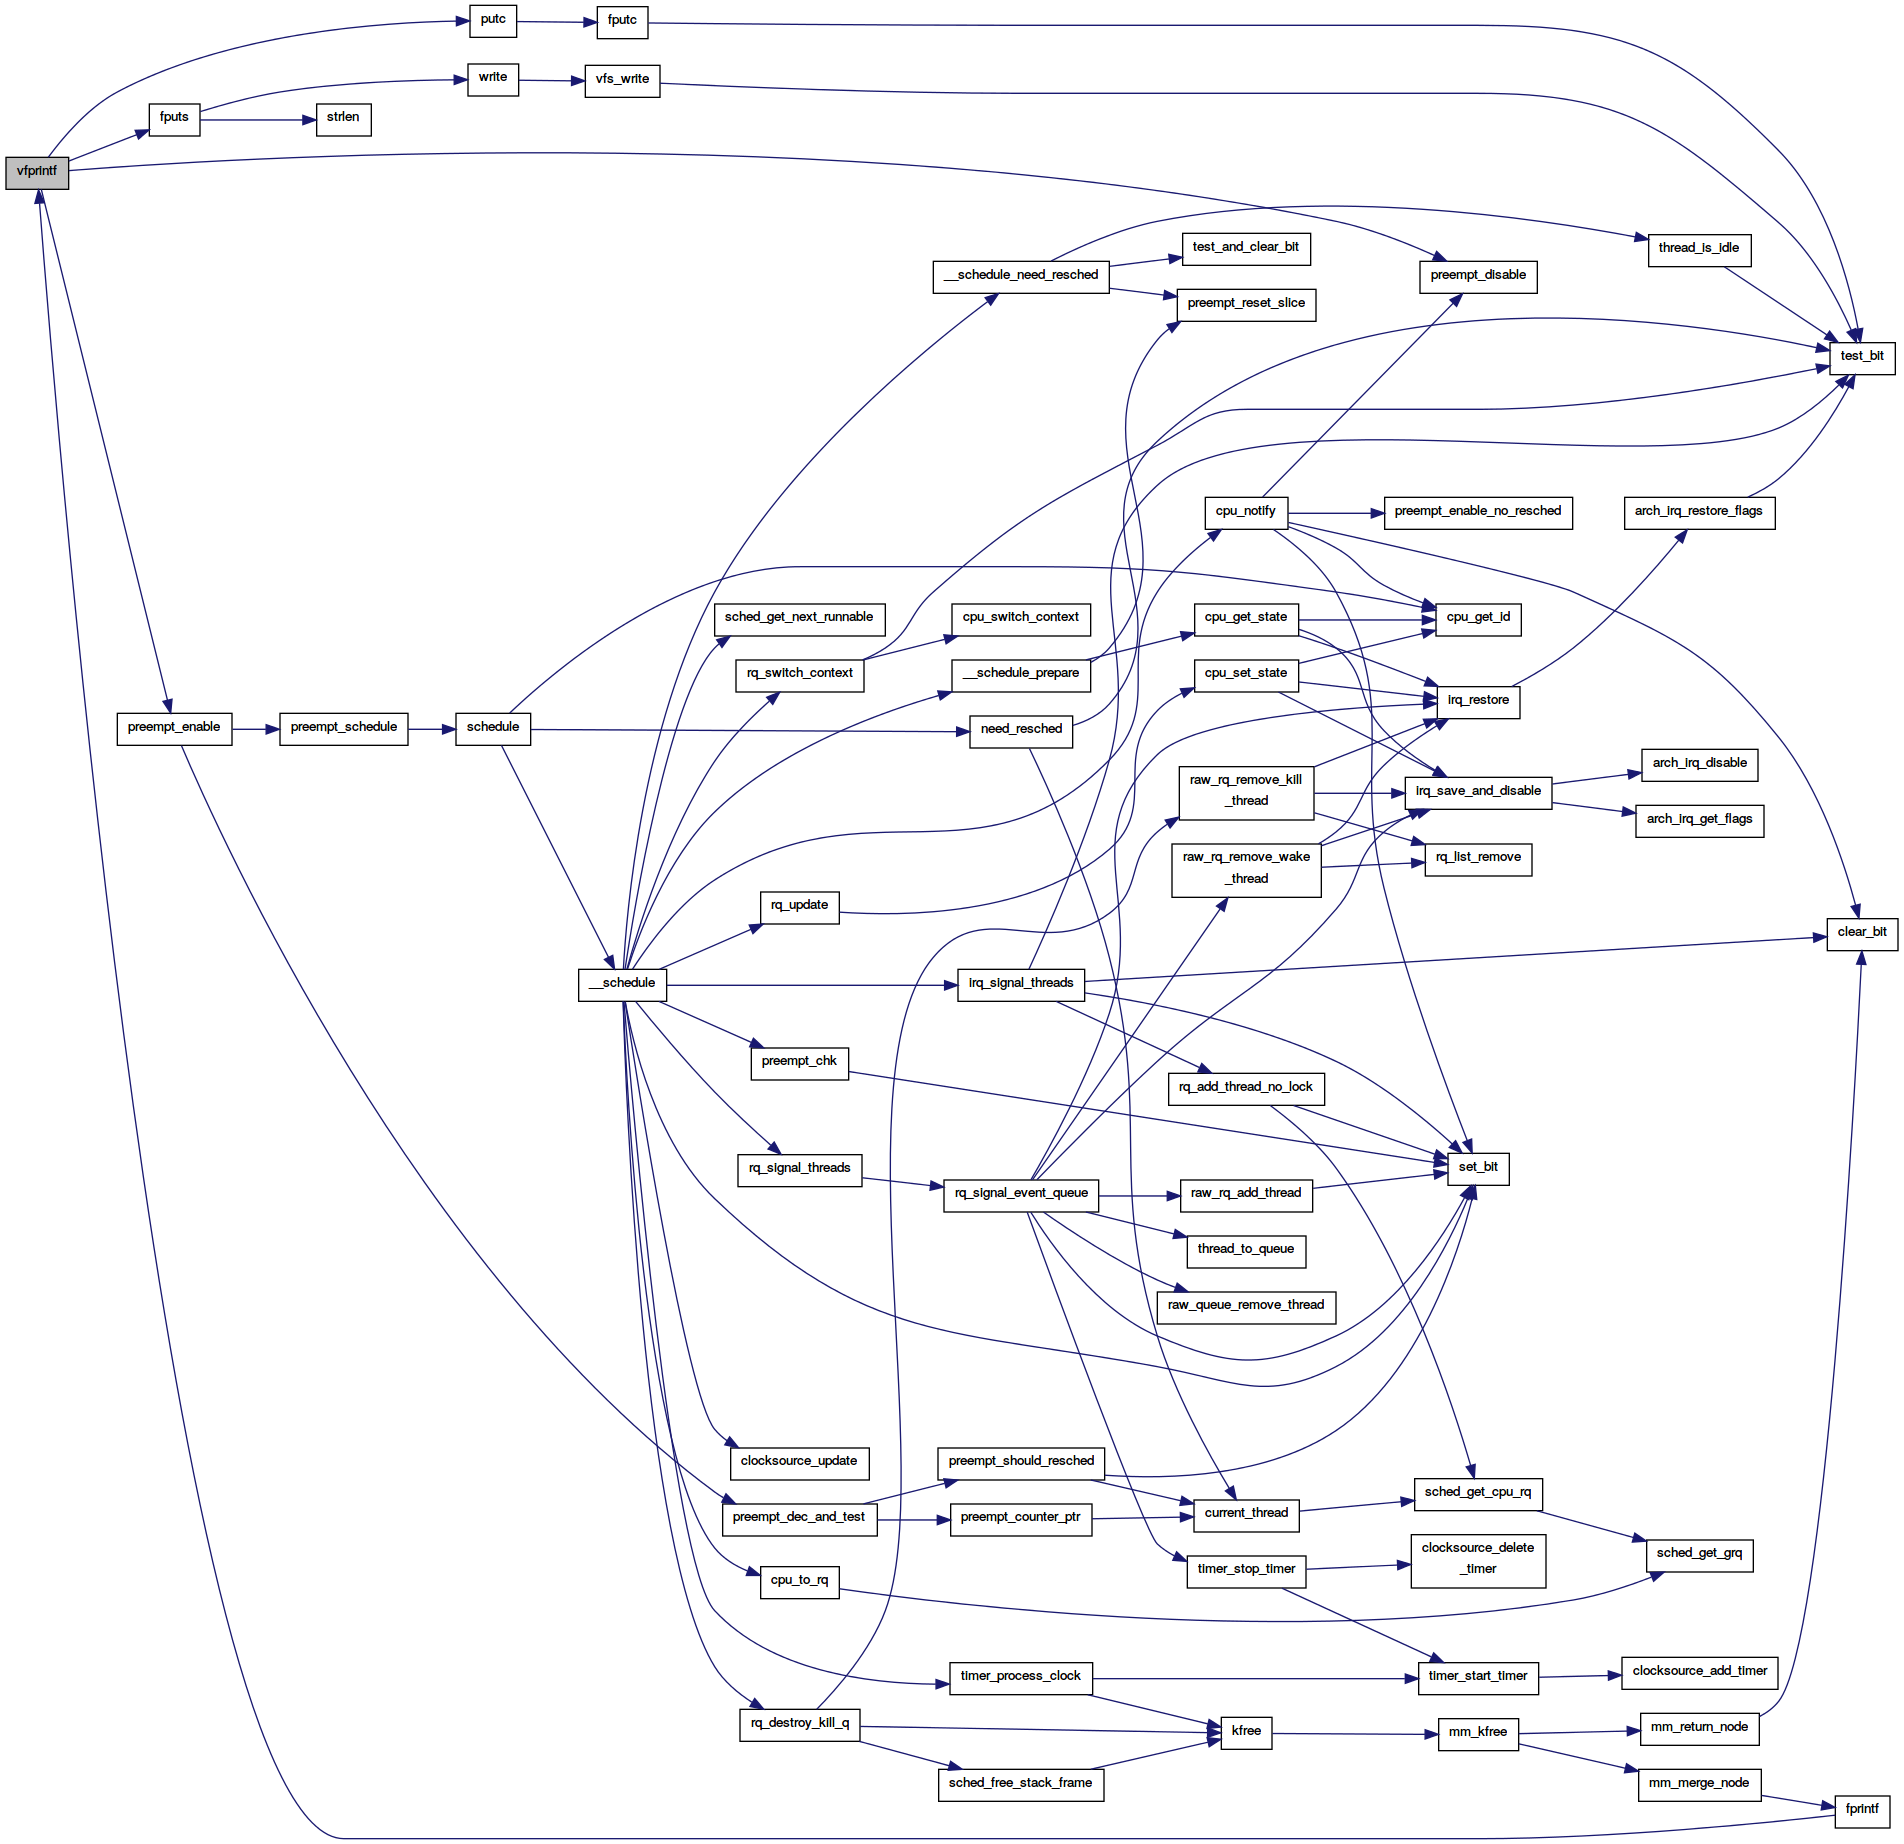 putc
fputc
write
vfs_write
fputs
strlen
vfprintf
test_and_clear_bit
thread_is_idle
__schedule_need_resched
preempt_disable
preempt_reset_slice
test_bit
cpu_notify
preempt_enable_no_resched
arch_irq_restore_flags
sched_get_next_runnable
cpu_switch_context
cpu_get_state
cpu_get_id
rq_switch_context
__schedule_prepare
cpu_set_state
irq_restore
preempt_enable
preempt_schedule
schedule
need_resched
arch_irq_disable
raw_rq_remove_kill
_thread
irq_save_and_disable
arch_irq_get_flags
raw_rq_remove_wake
_thread
rq_list_remove
rq_update
clear_bit
__schedule
irq_signal_threads
preempt_chk
rq_add_thread_no_lock
rq_signal_threads
set_bit
rq_signal_event_queue
raw_rq_add_thread
thread_to_queue
raw_queue_remove_thread
clocksource_update
preempt_should_resched
sched_get_cpu_rq
preempt_dec_and_test
preempt_counter_ptr
current_thread
clocksource_delete
_timer
sched_get_grq
cpu_to_rq
timer_stop_timer
timer_process_clock
timer_start_timer
clocksource_add_timer
rq_destroy_kill_q
kfree
mm_kfree
mm_return_node
sched_free_stack_frame
mm_merge_node
fprintf